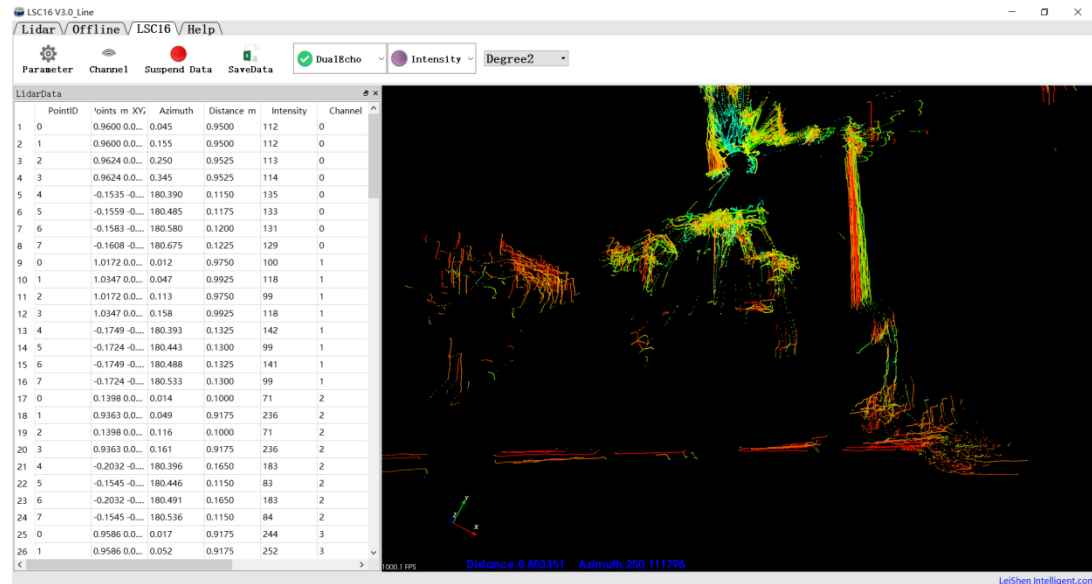 LSC16 V3.0_Line
Lidar Offline LSC16 Help
Parameter Channel Suspend Data SaveData DualEcho Intensity Degree2
LidarData
PointID Points_m_XYZ Azimuth Distance_m Intensity Channel
1 0 0.9600 0.0... 0.045 0.9500 112 0
2 1 0.9600 0.0... 0.155 0.9500 112 0
3 2 0.9624 0.0... 0.250 0.9525 113 0
4 3 0.9624 0.0... 0.345 0.9525 114 0
5 4 -0.1535 -0.... 180.390 0.1150 135 0
6 5 -0.1559 -0.... 180.485 0.1175 133 0
7 6 -0.1583 -0.... 180.580 0.1200 131 0
8 7 -0.1608 -0.... 180.675 0.1225 129 0
9 0 1.0172 0.0... 0.012 0.9750 100 1
10 1 1.0347 0.0... 0.047 0.9925 118 1
11 2 1.0172 0.0... 0.113 0.9750 99 1
12 3 1.0347 0.0... 0.158 0.9925 118 1
13 4 -0.1749 -0.... 180.393 0.1325 142 1
14 5 -0.1724 -0.... 180.443 0.1300 99 1
15 6 -0.1749 -0.... 180.488 0.1325 141 1
16 7 -0.1724 -0.... 180.533 0.1300 99 1
17 0 0.1398 0.0... 0.014 0.1000 71 2
18 1 0.9363 0.0... 0.049 0.9175 236 2
19 2 0.1398 0.0... 0.116 0.1000 71 2
20 3 0.9363 0.0... 0.161 0.9175 236 2
21 4 -0.2032 -0.... 180.396 0.1650 183 2
22 5 -0.1545 -0.... 180.446 0.1150 83 2
23 6 -0.2032 -0.... 180.491 0.1650 183 2
24 7 -0.1545 -0.... 180.536 0.1150 84 2
25 0 0.9586 0.0... 0.017 0.9175 244 3
26 1 0.9586 0.0... 0.052 0.9175 252 3
y
z
x
1000.1 FPS Distance:0.803351 Azimuth:250.111796
LeiShen Intelligent.com